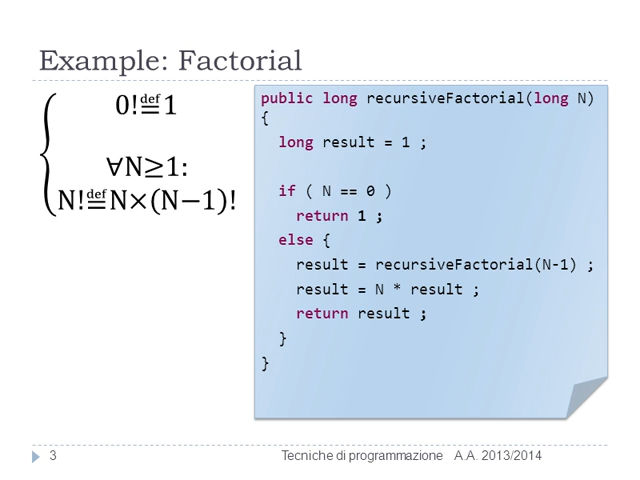 Example: Factorial
0!≝1
∀N≥1:
N!≝N×(N−1)!
public long recursiveFactorial(long N)
{
long result = 1 ;
if ( N == 0 )
return 1 ;
else {
result = recursiveFactorial(N-1) ;
result = N * result ;
return result ;
}
}
3
Tecniche di programmazione A.A. 2013/2014